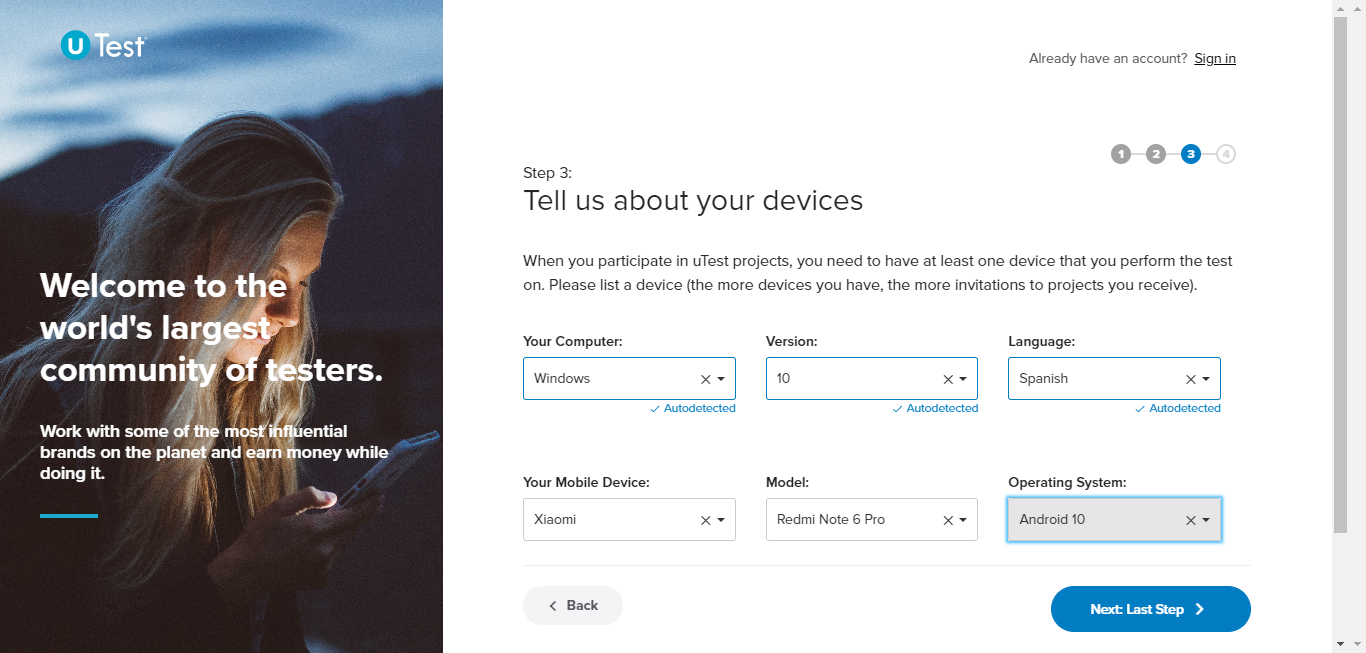 uTest
Already have an account? Sign in
1 2 3 4
Step 3:
Tell us about your devices
Welcome to the
world's largest
community of testers.
Work with some of the most influential
brands on the planet and earn money while
doing it.
When you participate in uTest projects, you need to have at least one device that you perform the test
on. Please list a device (the more devices you have, the more invitations to projects you receive).
Your Computer: Version: Language:
Windows 10 Spanish
Autodetected Autodetected Autodetected
Your Mobile Device: Model: Operating System:
Xiaomi Redmi Note 6 Pro Android 10
Back Next: Last Step